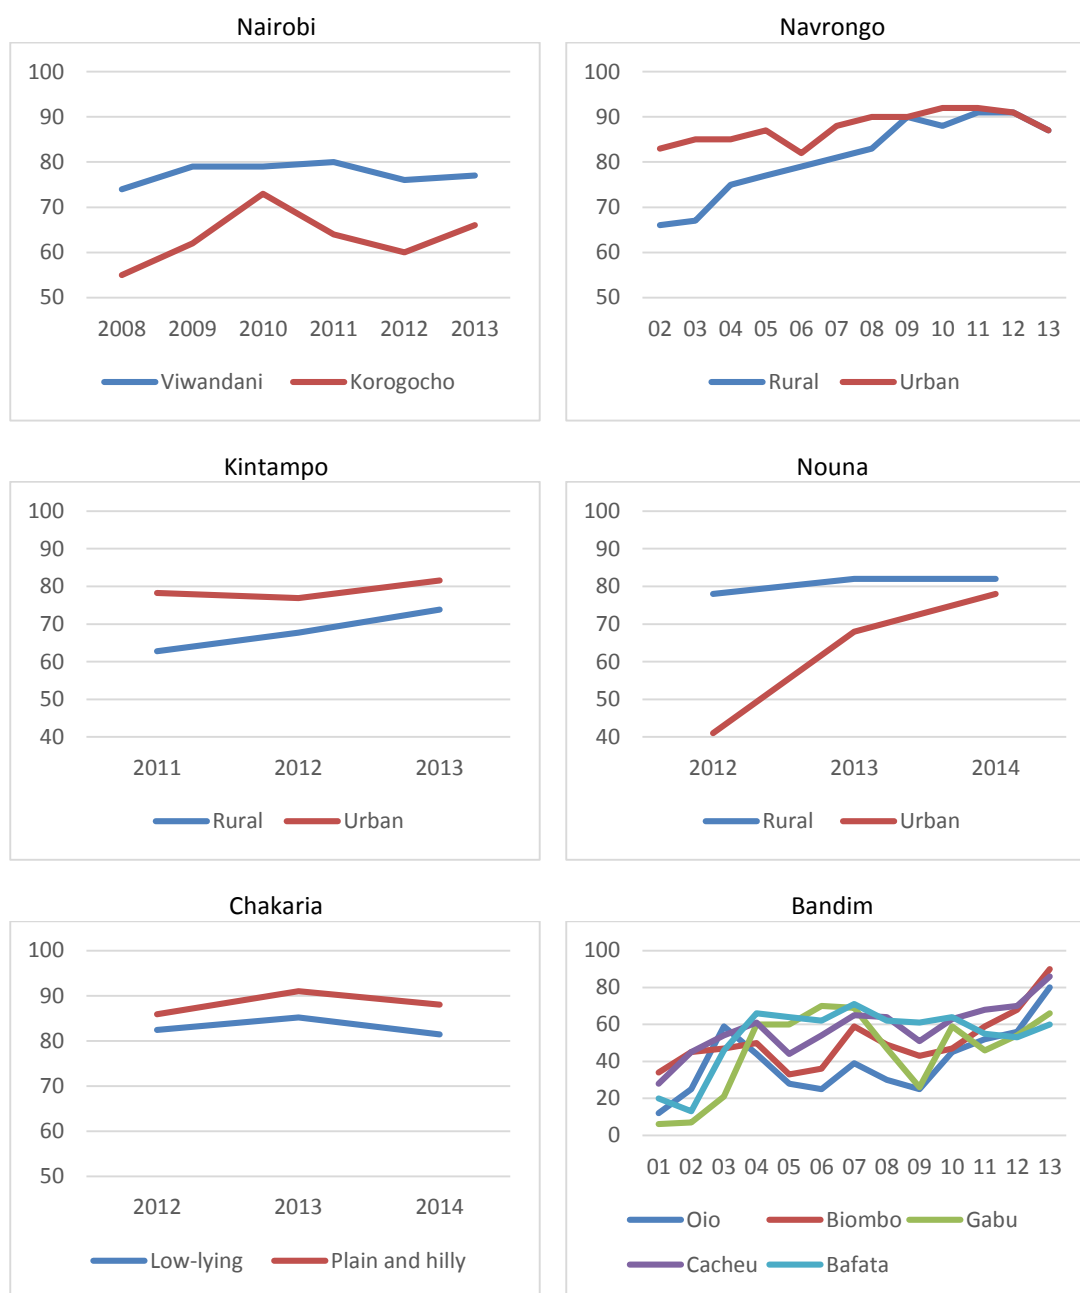 Nairobi
100
90
80
70
60
50
2008 2009 2010 2011 2012 2013
Viwandani Korogocho
Navrongo
100
90
80
70
60
50
02 03 04 05 06 07 08 09 10 11 12 13
Rural Urban
Kintampo
100
90
80
70
60
50
40
2011 2012 2013
Rural Urban
Nouna
100
90
80
70
60
50
40
2012 2013 2014
Rural Urban
Chakaria
100
90
80
70
60
50
2012 2013 2014
Low-lying Plain and hilly
Bandim
100
80
60
40
20
0
01 02 03 04 05 06 07 08 09 10 11 12 13
Oio Biombo Gabu
Cacheu Bafata